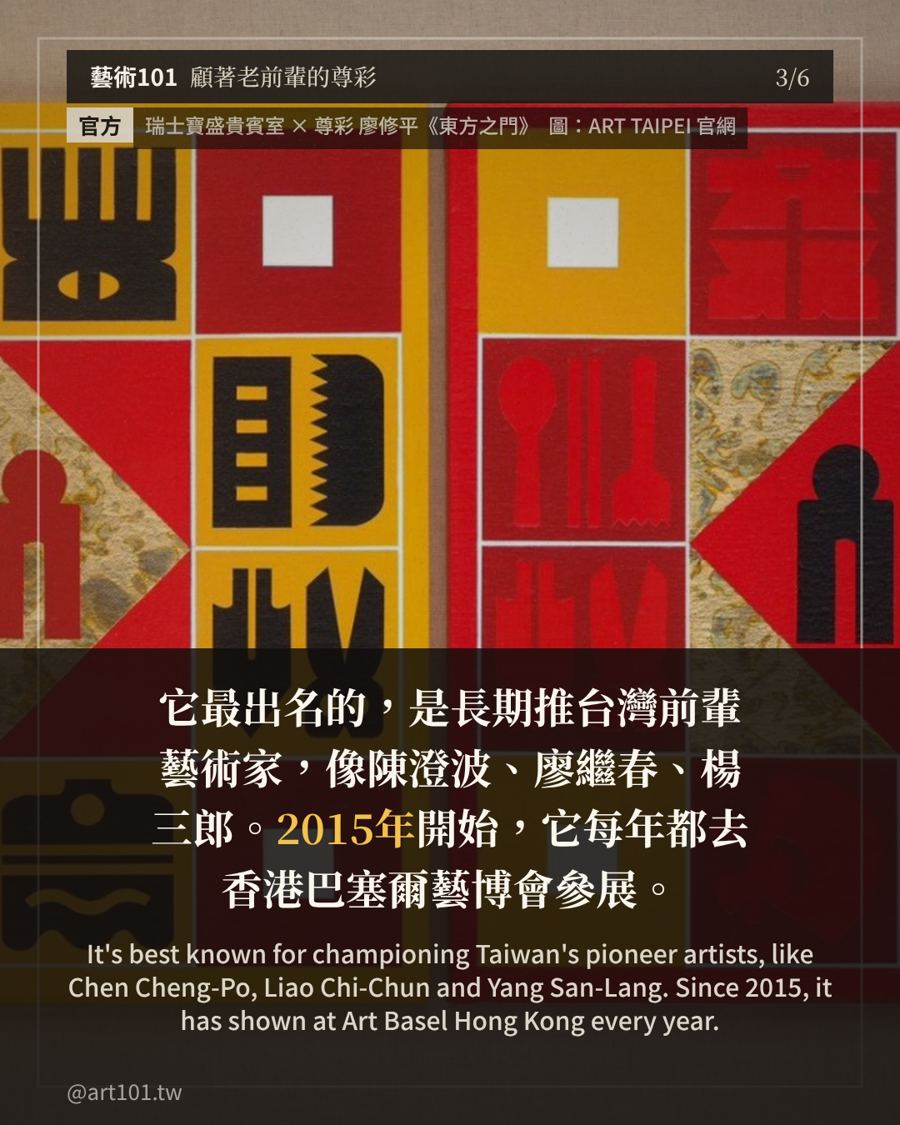 藝術101 顧著老前輩的尊彩 3/6
官方 瑞士寶盛貴賓室 × 尊彩 廖修平《東方之門》 圖：ART TAIPEI 官網
它最出名的，是長期推台灣前輩
藝術家，像陳澄波、廖繼春、楊
三郎。2015年開始，它每年都去
香港巴塞爾藝博會參展。
It's best known for championing Taiwan's pioneer artists, like
Chen Cheng-Po, Liao Chi-Chun and Yang San-Lang. Since 2015, it
has shown at Art Basel Hong Kong every year.
@art101.tw